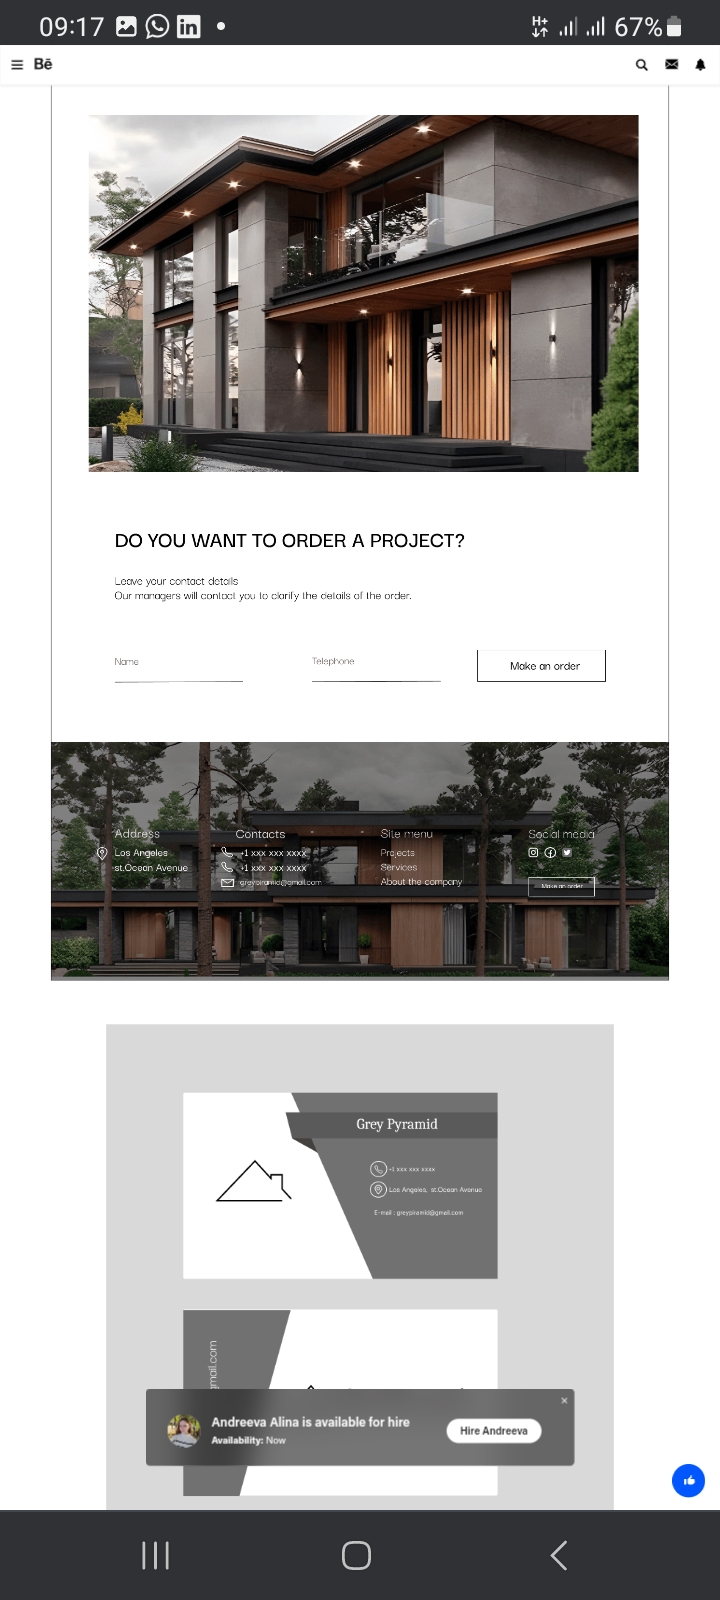 09:17
67%
Bē
DO YOU WANT TO ORDER A PROJECT?
Leave your contact details
Our managers will contact you to clarify the details of the order.
Name
Telephone
Make an order
Address
Los Angeles
st.Ocean Avenue
Contacts
+1 xxx xxx xxxx
+1 xxx xxx xxxx
greypiramid@gmail.com
Site menu
Projects
Services
About the company
Social media
Make an order
Grey Pyramid
+1 xxx xxx xxxx
Los Angeles, st.Ocean Avenue
E-mail : greypiramid@gmail.com
gmail.com
Andreeva Alina is available for hire
Availability: Now
Hire Andreeva